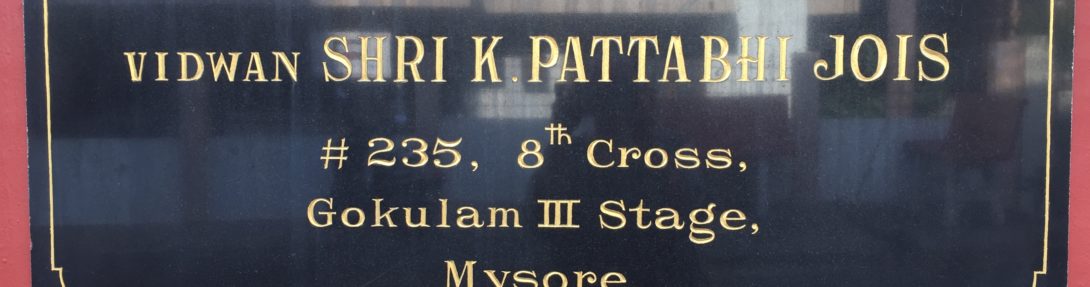 VIDWAN SHRI K. PATTABHI JOIS
# 235, 8th Cross,
Gokulam III Stage,
Mysore